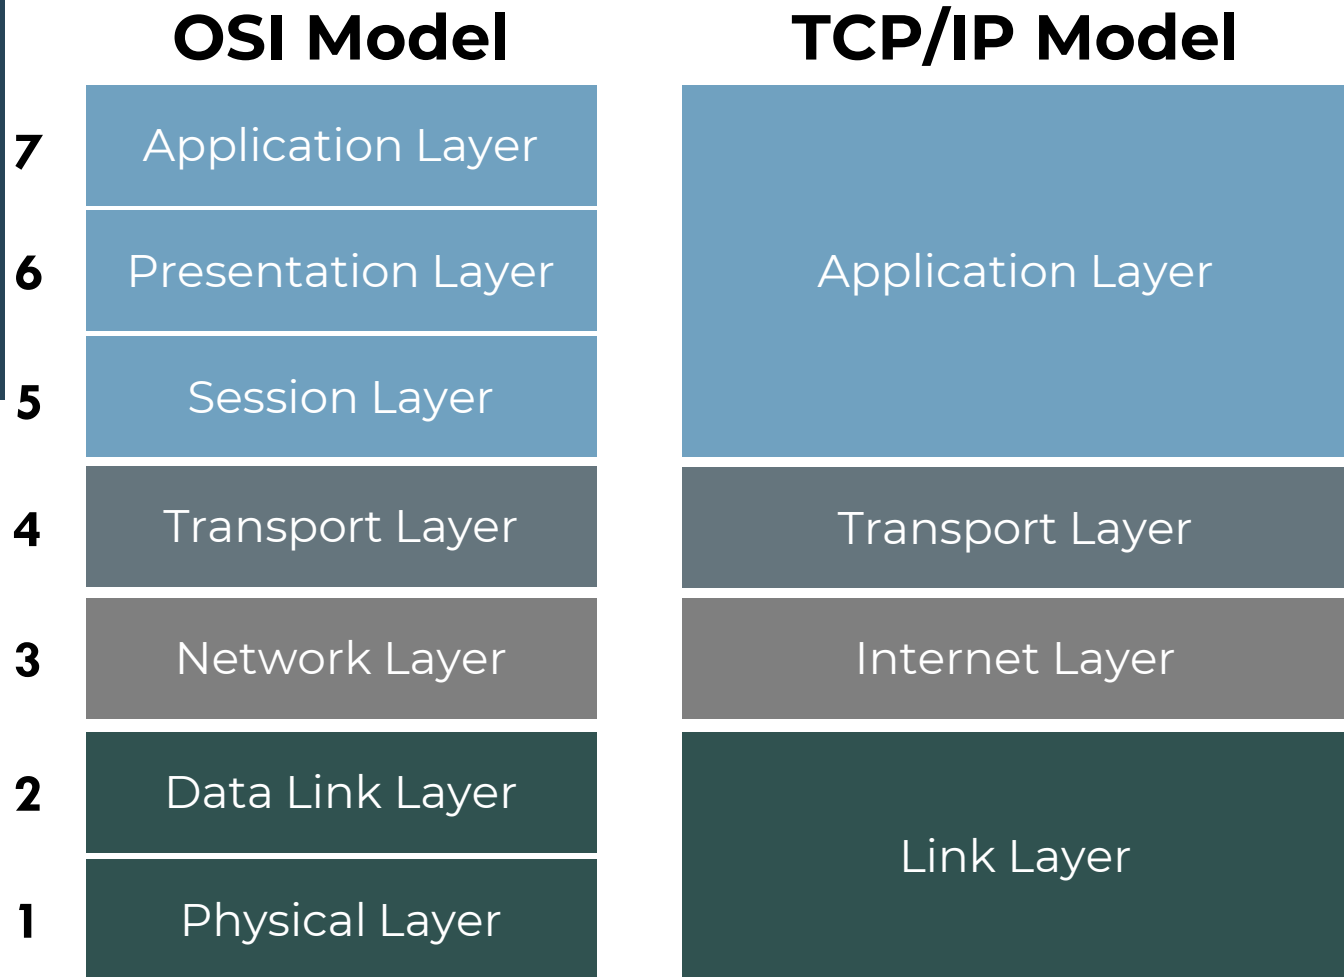 OSI Model
TCP/IP Model
7
Application Layer
6
Presentation Layer
5
Session Layer
4
Transport Layer
3
Network Layer
2
Data Link Layer
1
Physical Layer
Application Layer
Transport Layer
Internet Layer
Link Layer